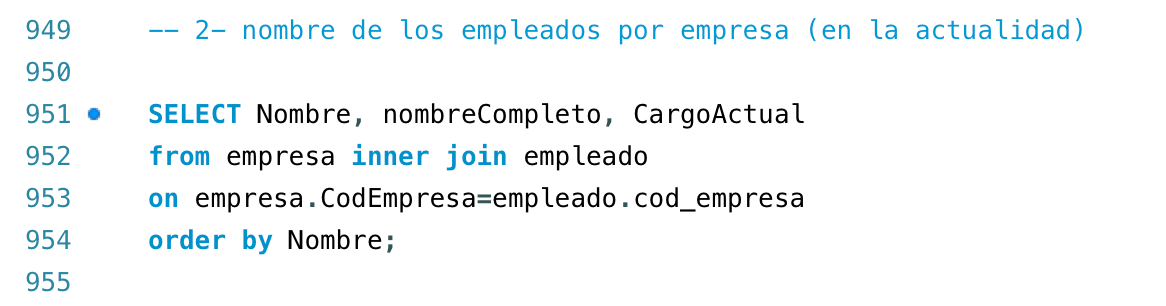 949 -- 2- nombre de los empleados por empresa (en la actualidad)
950
951 SELECT Nombre, nombreCompleto, CargoActual
952 from empresa inner join empleado
953 on empresa.CodEmpresa=empleado.cod_empresa
954 order by Nombre;
955